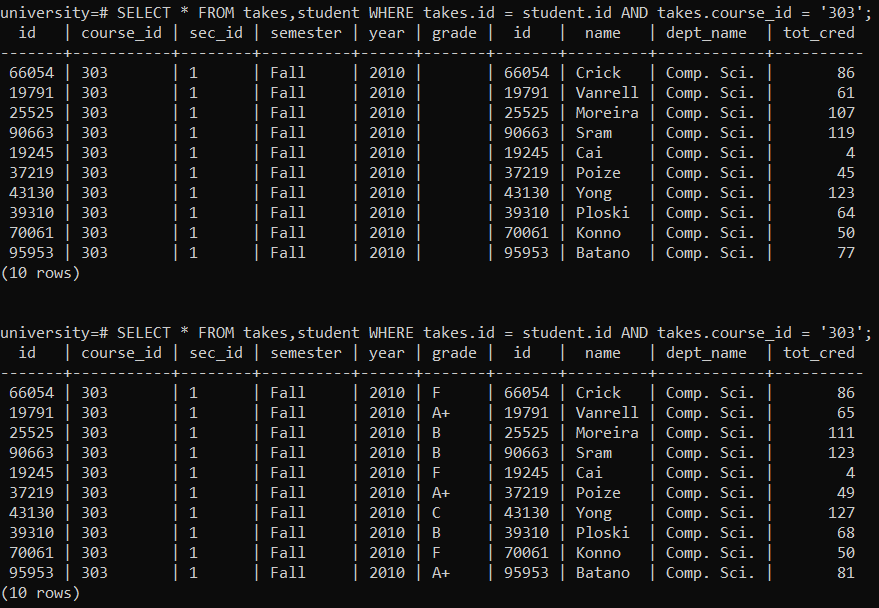 university=# SELECT * FROM takes,student WHERE takes.id = student.id AND takes.course_id = '303';
  id   | course_id | sec_id | semester | year | grade |  id   |  name   | dept_name  | tot_cred
-------+-----------+--------+----------+------+-------+-------+---------+------------+----------
 66054 | 303       | 1      | Fall     | 2010 |       | 66054 | Crick   | Comp. Sci. |       86
 19791 | 303       | 1      | Fall     | 2010 |       | 19791 | Vanrell | Comp. Sci. |       61
 25525 | 303       | 1      | Fall     | 2010 |       | 25525 | Moreira | Comp. Sci. |      107
 90663 | 303       | 1      | Fall     | 2010 |       | 90663 | Sram    | Comp. Sci. |      119
 19245 | 303       | 1      | Fall     | 2010 |       | 19245 | Cai     | Comp. Sci. |        4
 37219 | 303       | 1      | Fall     | 2010 |       | 37219 | Poize   | Comp. Sci. |       45
 43130 | 303       | 1      | Fall     | 2010 |       | 43130 | Yong    | Comp. Sci. |      123
 39310 | 303       | 1      | Fall     | 2010 |       | 39310 | Ploski  | Comp. Sci. |       64
 70061 | 303       | 1      | Fall     | 2010 |       | 70061 | Konno   | Comp. Sci. |       50
 95953 | 303       | 1      | Fall     | 2010 |       | 95953 | Batano  | Comp. Sci. |       77
(10 rows)
university=# SELECT * FROM takes,student WHERE takes.id = student.id AND takes.course_id = '303';
  id   | course_id | sec_id | semester | year | grade |  id   |  name   | dept_name  | tot_cred
-------+-----------+--------+----------+------+-------+-------+---------+------------+----------
 66054 | 303       | 1      | Fall     | 2010 | F     | 66054 | Crick   | Comp. Sci. |       86
 19791 | 303       | 1      | Fall     | 2010 | A+    | 19791 | Vanrell | Comp. Sci. |       65
 25525 | 303       | 1      | Fall     | 2010 | B     | 25525 | Moreira | Comp. Sci. |      111
 90663 | 303       | 1      | Fall     | 2010 | B     | 90663 | Sram    | Comp. Sci. |      123
 19245 | 303       | 1      | Fall     | 2010 | F     | 19245 | Cai     | Comp. Sci. |        4
 37219 | 303       | 1      | Fall     | 2010 | A+    | 37219 | Poize   | Comp. Sci. |       49
 43130 | 303       | 1      | Fall     | 2010 | C     | 43130 | Yong    | Comp. Sci. |      127
 39310 | 303       | 1      | Fall     | 2010 | B     | 39310 | Ploski  | Comp. Sci. |       68
 70061 | 303       | 1      | Fall     | 2010 | F     | 70061 | Konno   | Comp. Sci. |       50
 95953 | 303       | 1      | Fall     | 2010 | A+    | 95953 | Batano  | Comp. Sci. |       81
(10 rows)